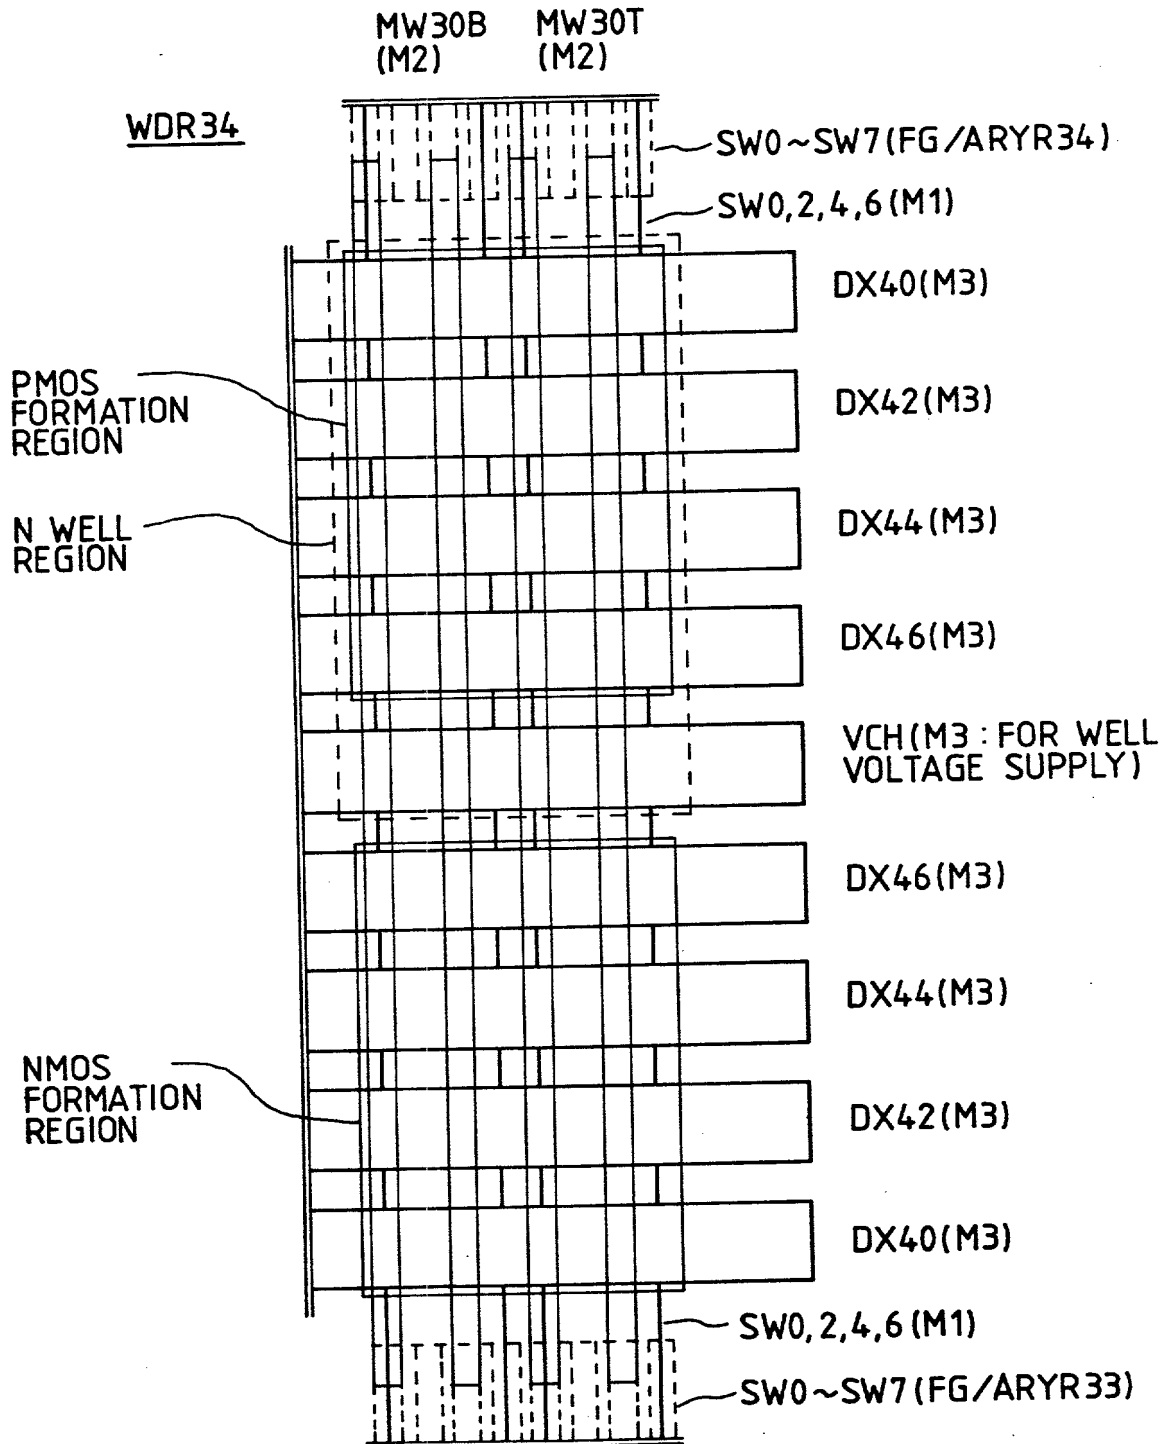 MW30B MW30T
(M2) (M2)
WDR34
SW0~SW7(FG/ARYR34)
SW0,2,4,6(M1)
DX40(M3)
PMOS
FORMATION
REGION
DX42(M3)
N WELL
REGION
DX44(M3)
DX46(M3)
VCH(M3:FOR WELL
VOLTAGE SUPPLY)
DX46(M3)
DX44(M3)
NMOS
FORMATION
REGION
DX42(M3)
DX40(M3)
SW0,2,4,6(M1)
SW0~SW7(FG/ARYR33)